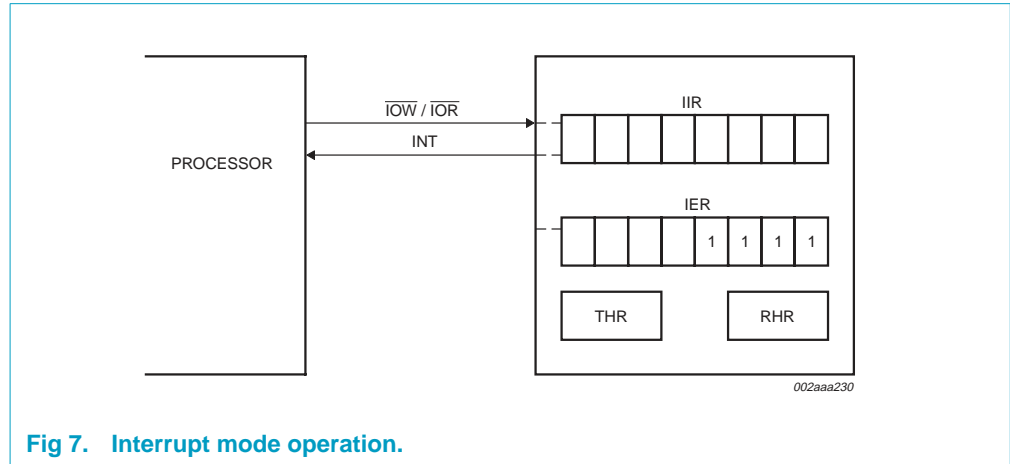 IIR
IOW / IOR
INT
PROCESSOR
IER
1 1 1 1
THR RHR
002aaa230
Fig 7. Interrupt mode operation.